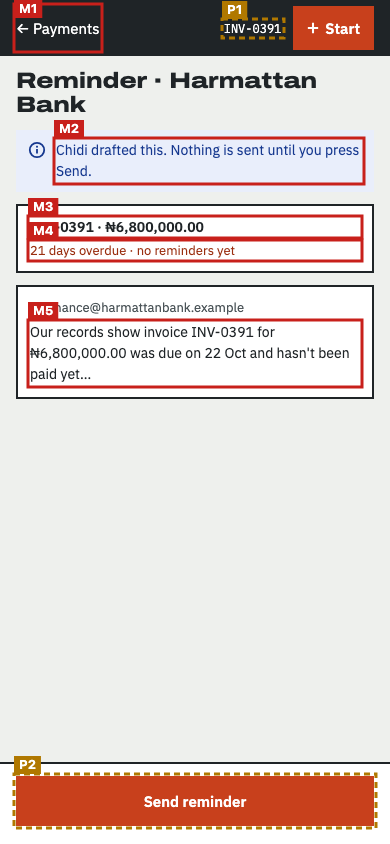 M1
← Payments
P1
INV-0391
+ Start
Reminder · Harmattan
Bank
M2
Chidi drafted this. Nothing is sent until you press
Send.
M3
0391 · ₦6,800,000.00
M4
21 days overdue · no reminders yet
M5
@harmattanbank.example
Our records show invoice INV-0391 for
₦6,800,000.00 was due on 22 Oct and hasn't been
paid yet...
P2
Send reminder